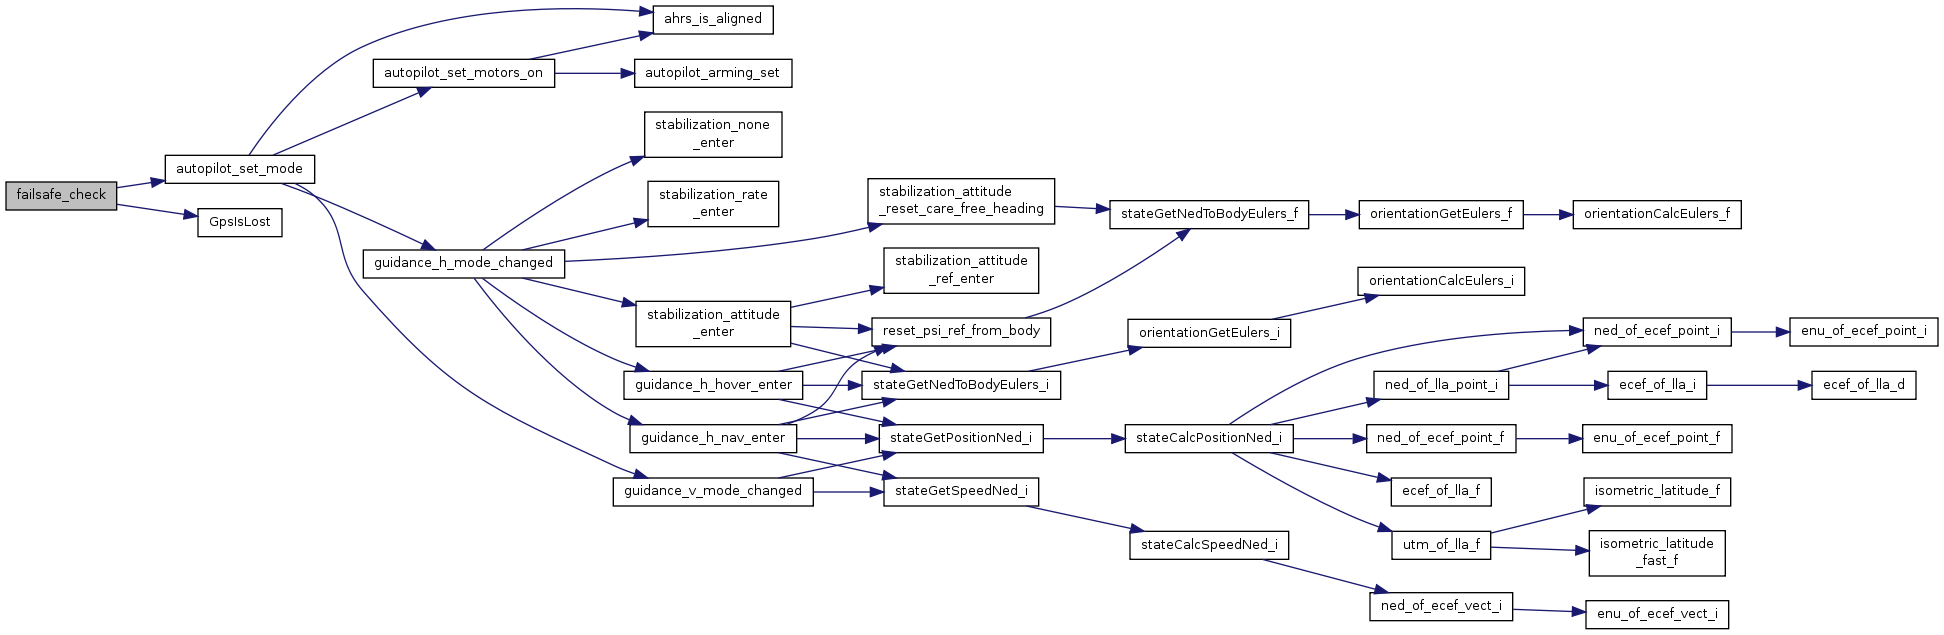 failsafe_check
autopilot_set_mode
GpsIsLost
ahrs_is_aligned
autopilot_set_motors_on
autopilot_arming_set
guidance_h_mode_changed
stabilization_none
_enter
stabilization_rate
_enter
stabilization_attitude
_reset_care_free_heading
stateGetNedToBodyEulers_f
orientationGetEulers_f
orientationCalcEulers_f
stabilization_attitude
_enter
stabilization_attitude
_ref_enter
reset_psi_ref_from_body
stateGetNedToBodyEulers_i
orientationGetEulers_i
orientationCalcEulers_i
guidance_h_hover_enter
guidance_h_nav_enter
guidance_v_mode_changed
stateGetPositionNed_i
stateGetSpeedNed_i
stateCalcPositionNed_i
stateCalcSpeedNed_i
ned_of_ecef_point_i
enu_of_ecef_point_i
ned_of_lla_point_i
ecef_of_lla_i
ecef_of_lla_d
ned_of_ecef_point_f
enu_of_ecef_point_f
ecef_of_lla_f
utm_of_lla_f
isometric_latitude_f
isometric_latitude
_fast_f
ned_of_ecef_vect_i
enu_of_ecef_vect_i